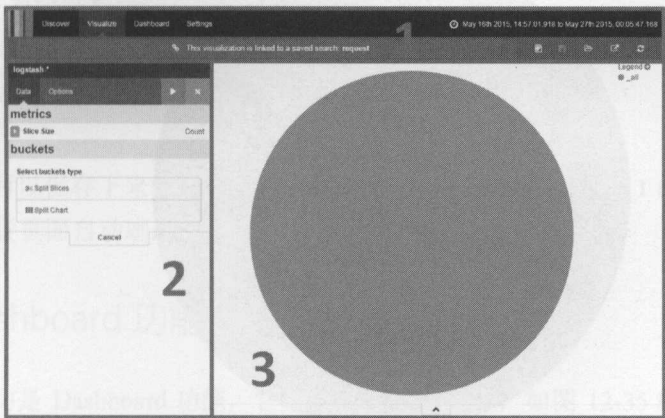 Discover Visualize Dashboard Settings
1
May 16th 2015, 14:57:01.918 to May 27th 2015, 00:05:47.168
This visualization is linked to a saved search: request
logstash *
Data Options
Legend
_all
metrics
Slice Size Count
buckets
Select buckets type
Split Slices
Split Chart
Cancel
2
3